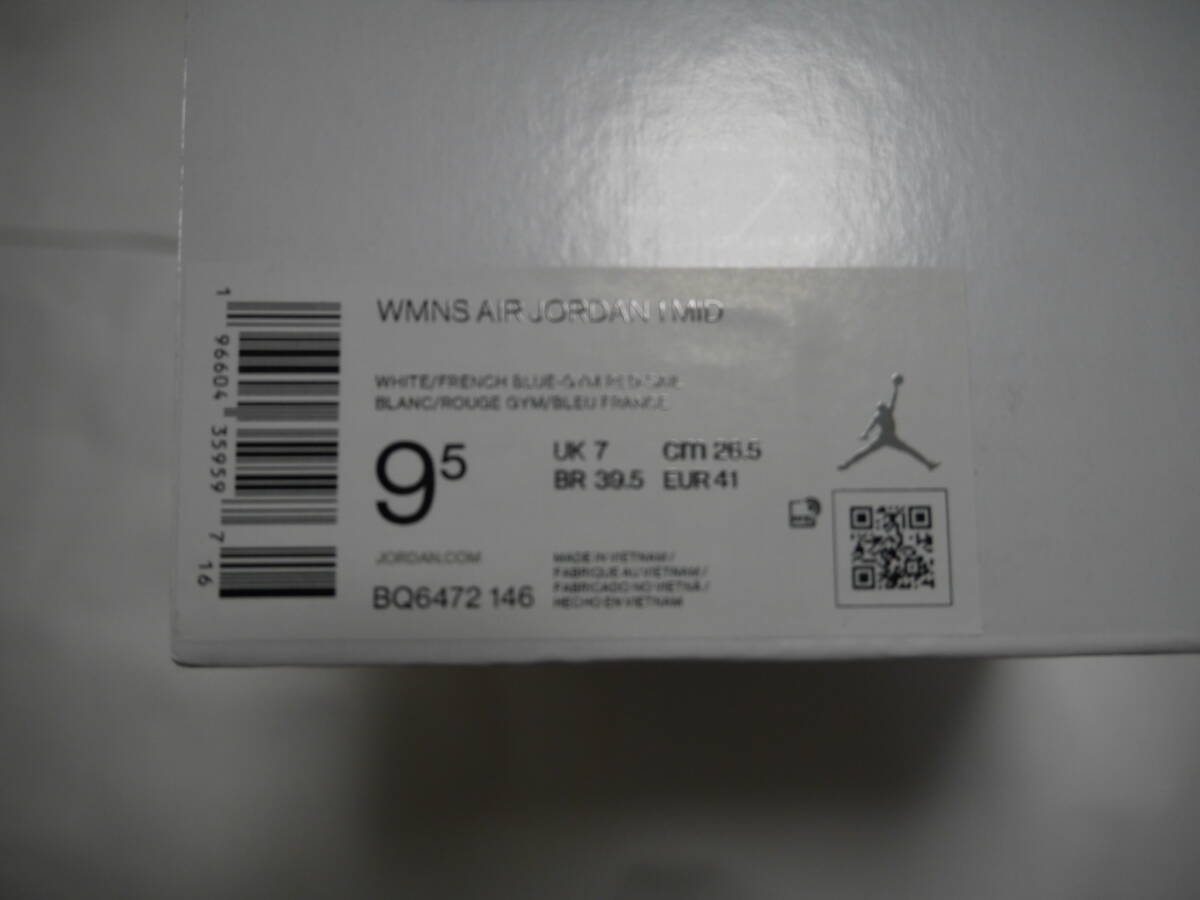 WMNS AIR JORDAN 1 MID
WHITE/FRENCH BLUE-GYM RED
BLANC/ROUGE GYM/BLEU FRANCE
9⁵
UK 7 cm 26.5
BR 39.5 EUR 41
JORDAN.COM
BQ6472 146
MADE IN VIETNAM/
FABRIQUE AU VIETNAM/
FABRICADO NO VIETNÃ/
HECHO EN VIETNAM
1 96604 35959 7 16